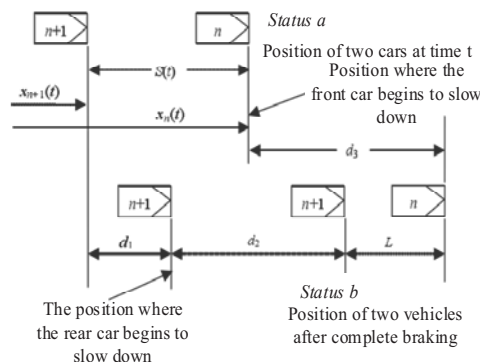 n+1
n
Status a
Position of two cars at time t
S(t)
Position where the
front car begins to slow
down
xn+1(t)
xn(t)
d3
n+1
n+1
n
d1
d2
L
The position where
the rear car begins to
slow down
Status b
Position of two vehicles
after complete braking